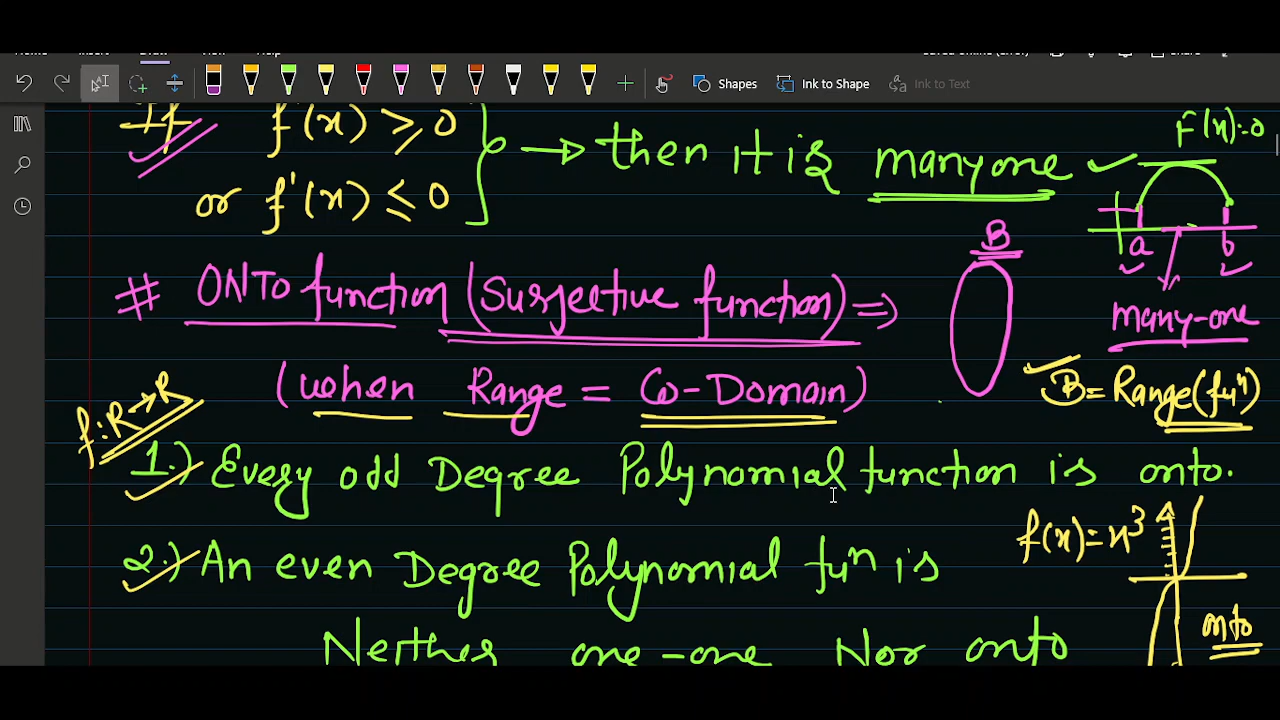 Shapes Ink to Shape Ink to Text
If f'(x) ≥ 0
or f'(x) ≤ 0
→ then it is manyone
F'(x)=0
a b
many-one
# ONTO function (Surjective function) ⇒
B
(when Range = Co-Domain)
B = Range(fuⁿ)
f: R→R
1.) Every odd Degree Polynomial function is onto.
f(x) = x³
2.) An even Degree Polynomial fuⁿ is
onto
Neither one-one Nor onto